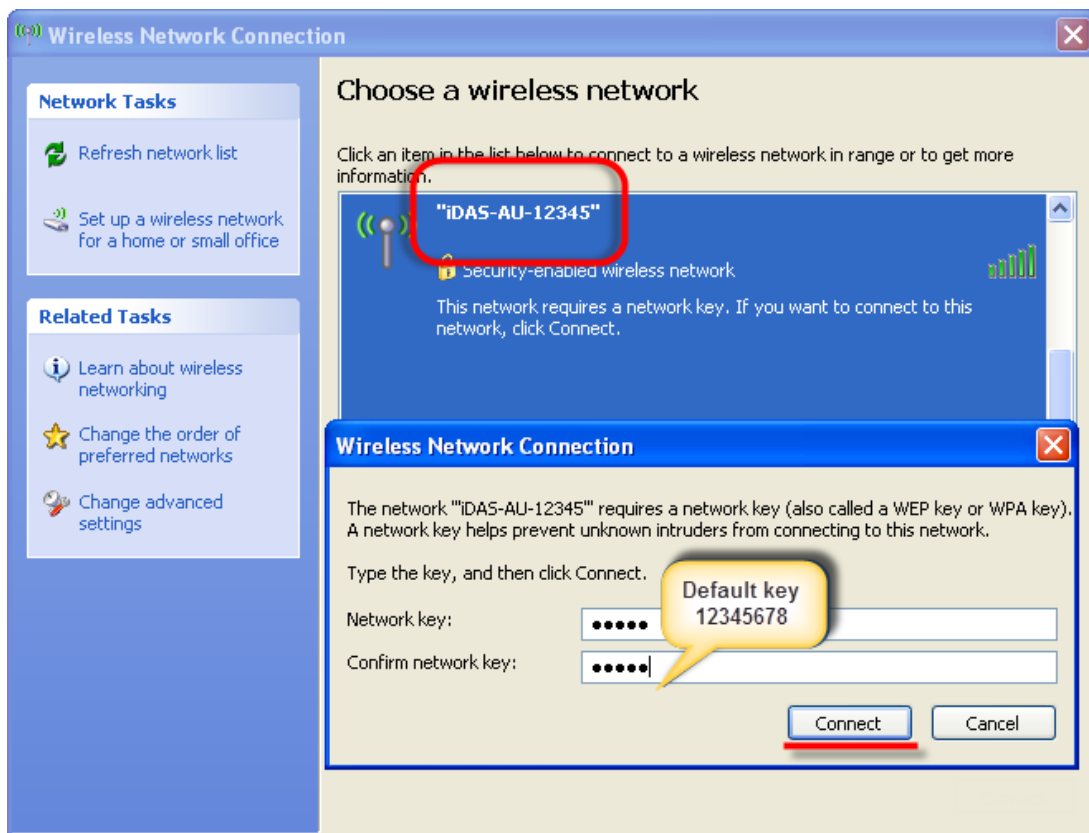 Wireless Network Connection
Network Tasks
Refresh network list
Set up a wireless network
for a home or small office
Related Tasks
Learn about wireless
networking
Change the order of
preferred networks
Change advanced
settings
Choose a wireless network
Click an item in the list below to connect to a wireless network in range or to get more
information.
"iDAS-AU-12345"
Security-enabled wireless network
This network requires a network key. If you want to connect to this
network, click Connect.
Wireless Network Connection
The network '"iDAS-AU-12345"' requires a network key (also called a WEP key or WPA key).
A network key helps prevent unknown intruders from connecting to this network.
Type the key, and then click Connect.
Default key
12345678
Network key: •••••
Confirm network key: •••••
Connect Cancel